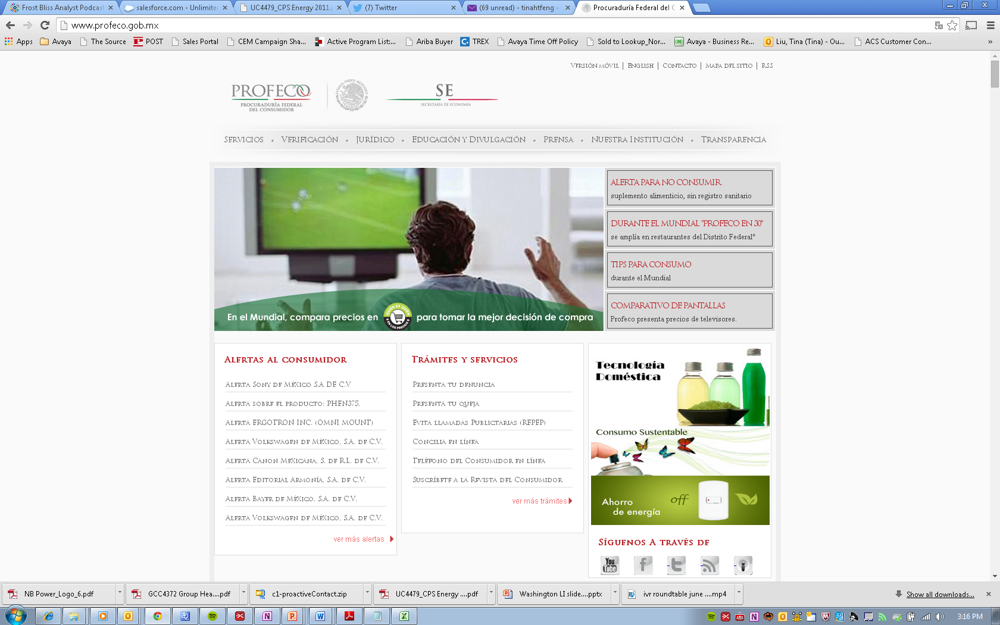 Frost Bliss Analyst Podcas
salesforce.com - Unlimite
UC4479_CPS Energy 2011.p
(7) Twitter
(69 unread) - tinahtfeng -
Procuraduría Federal del C
www.profeco.gob.mx
Apps
Avaya
The Source
POST
Sales Portal
CEM Campaign Sha...
Active Program List:...
Ariba Buyer
TREX
Avaya Time Off Policy
Sold to Lookup_Nor...
Avaya - Business Re...
Liu, Tina (Tina) - Ou...
ACS Customer Con...
»
Versión móvil | English | Contacto | Mapa del sitio | RSS
PROFECO
PROCURADURÍA FEDERAL
DEL CONSUMIDOR
ESTADOS UNIDOS MEXICANOS
SE
SECRETARÍA DE ECONOMÍA
Servicios • Verificación • Jurídico • Educación y Divulgación • Prensa • Nuestra Institución • Transparencia
En el Mundial, compara precios en
QUIÉN ES QUIÉN
EN LOS PRECIOS
para tomar la mejor decisión de compra
ALERTA PARA NO CONSUMIR
suplemento alimenticio, sin registro sanitario
DURANTE EL MUNDIAL "PROFECO EN 30"
se amplía en restaurantes del Distrito Federal"
TIPS PARA CONSUMO
durante el Mundial
COMPARATIVO DE PANTALLAS
Profeco presenta precios de televisores.
Alertas al consumidor
Alerta Sony de México S.A DE C.V
Alerta sobre el producto: PHEN375.
Alerta ERGOTRON INC. (OMNI MOUNT)
Alerta Volkswagen de México, S.A. de C.V.
Alerta Canon Mexicana, S. de R.L. de C.V.
Alerta Editorial Armonía, S.A. de C.V.
Alerta Bayer de México, S.A. de C.V.
Alerta Volkswagen de México, S.A. de C.V.
ver más alertas
Trámites y servicios
Presenta tu denuncia
Presenta tu queja
Evita llamadas Publictarias (REPEP)
Concilia en línea
Teléfono del Consumidor en línea
Suscríbete a la Revista del Consumidor
ver más trámites
Tecnología
Doméstica
Consumo Sustentable
Ahorro
de energía
off
Síguenos A través de
You
Tube
NB Power_Logo_6.pdf
GCC4372 Group Hea....pdf
c1-proactiveContact.zip
UC4479_CPS Energy ....pdf
Washington LI slide....pptx
ivr roundtable june ....mp4
Show all downloads...
3:16 PM